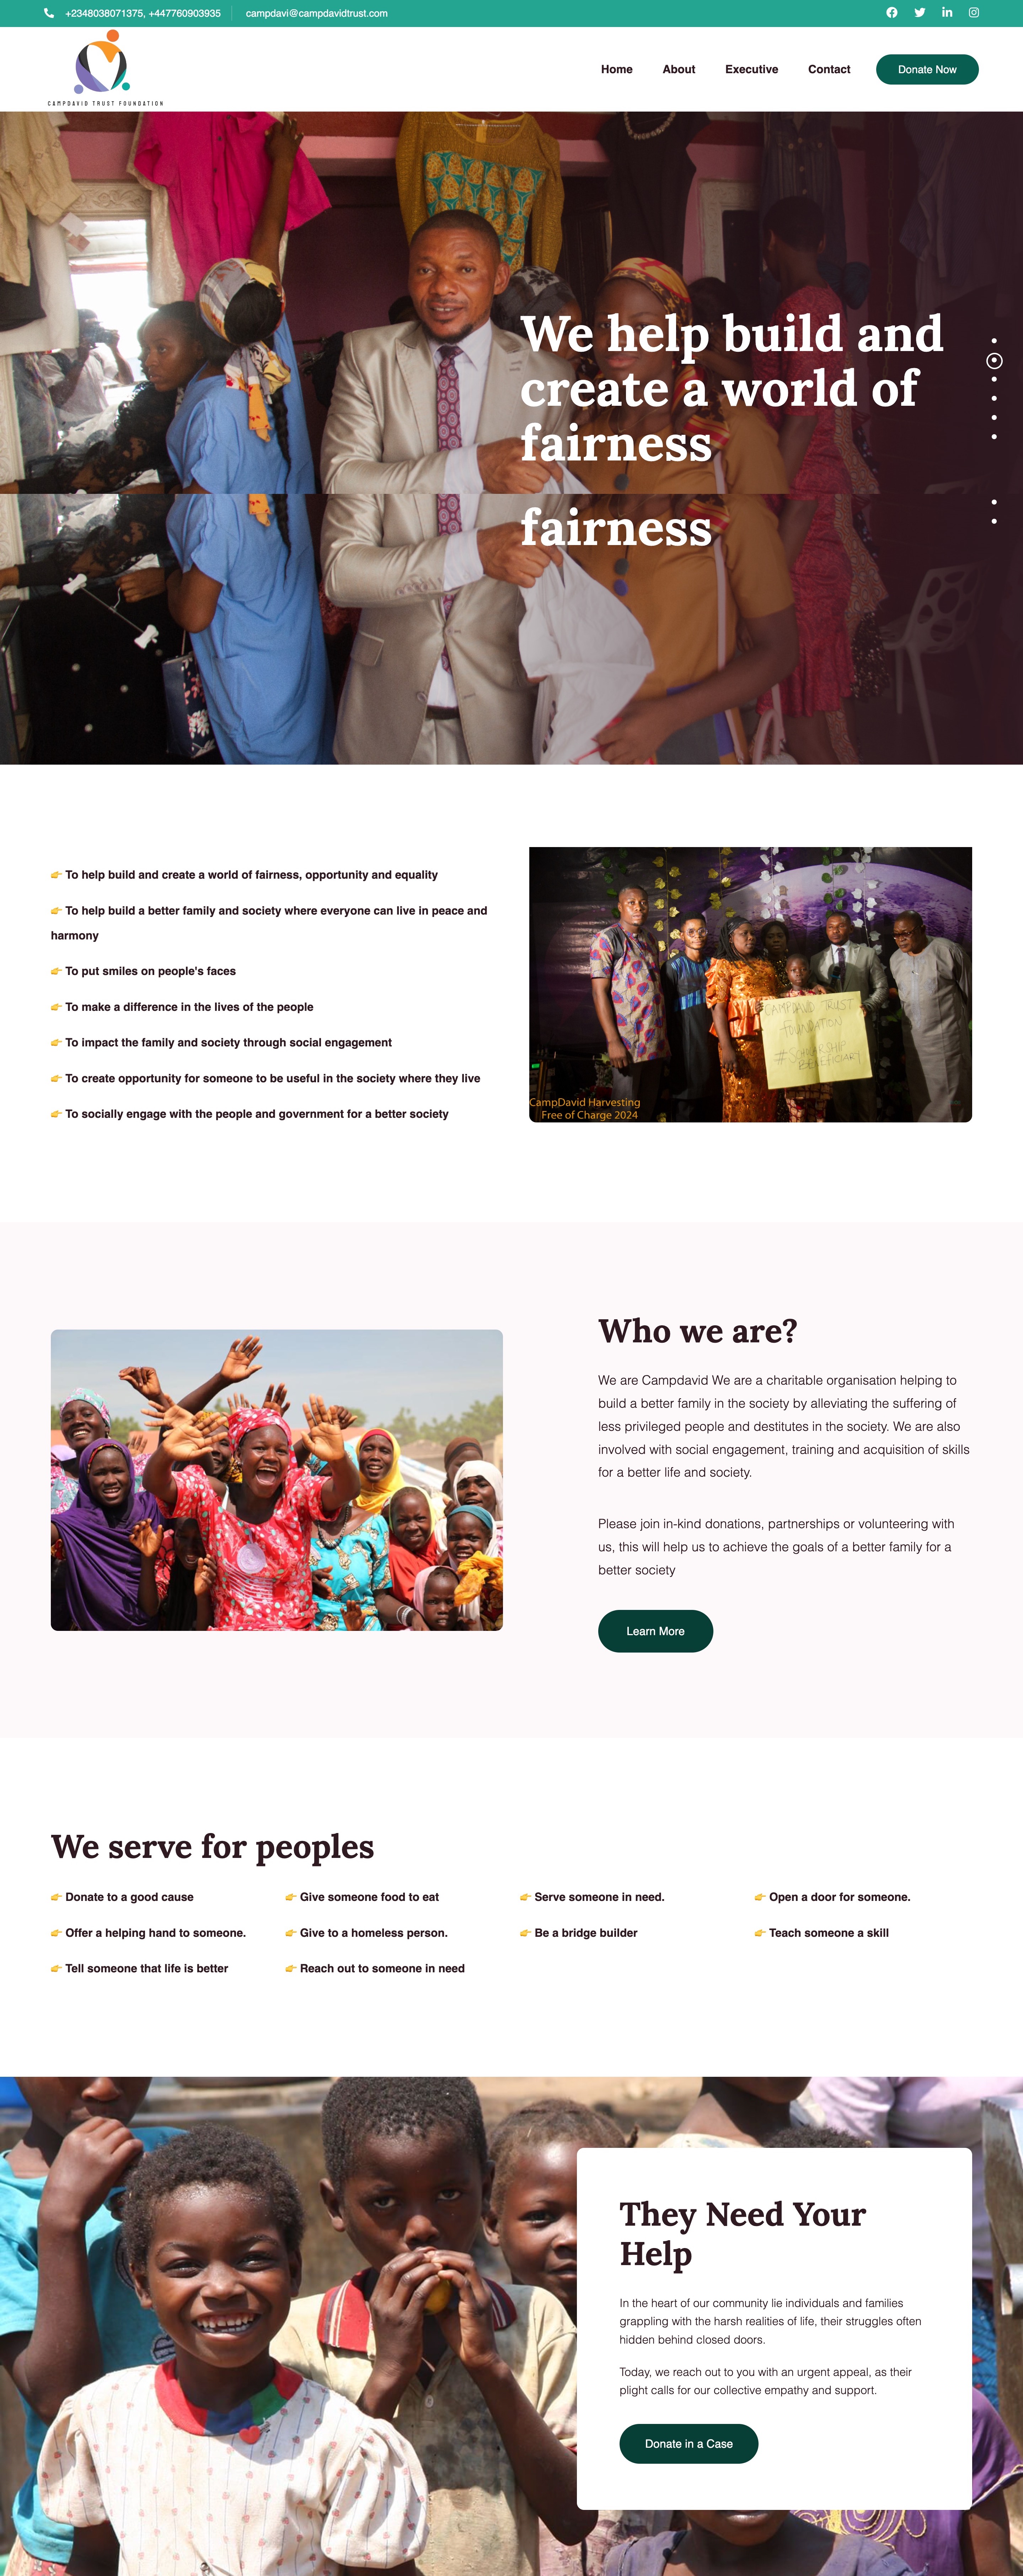 +2348038071375, +447760903935
campdavi@campdavidtrust.com
CAMPDAVID TRUST FOUNDATION
Home
About
Executive
Contact
Donate Now
We help build and
create a world of
fairness
fairness
👉 To help build and create a world of fairness, opportunity and equality
👉 To help build a better family and society where everyone can live in peace and
harmony
👉 To put smiles on people's faces
👉 To make a difference in the lives of the people
👉 To impact the family and society through social engagement
👉 To create opportunity for someone to be useful in the society where they live
👉 To socially engage with the people and government for a better society
CAMPDAVID TRUST
FOUNDATION
# SCHOLARSHIP
BENEFICIARY
CampDavid Harvesting
Free of Charge 2024
Who we are?
We are Campdavid We are a charitable organisation helping to
build a better family in the society by alleviating the suffering of
less privileged people and destitutes in the society. We are also
involved with social engagement, training and acquisition of skills
for a better life and society.
Please join in-kind donations, partnerships or volunteering with
us, this will help us to achieve the goals of a better family for a
better society
Learn More
We serve for peoples
👉 Donate to a good cause
👉 Give someone food to eat
👉 Serve someone in need.
👉 Open a door for someone.
👉 Offer a helping hand to someone.
👉 Give to a homeless person.
👉 Be a bridge builder
👉 Teach someone a skill
👉 Tell someone that life is better
👉 Reach out to someone in need
They Need Your
Help
In the heart of our community lie individuals and families
grappling with the harsh realities of life, their struggles often
hidden behind closed doors.
Today, we reach out to you with an urgent appeal, as their
plight calls for our collective empathy and support.
Donate in a Case